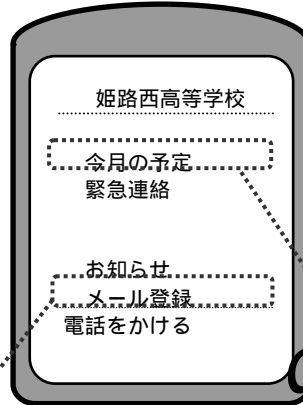 姫路西高等学校
今月の予定
緊急連絡
お知らせ
メール登録
電話をかける